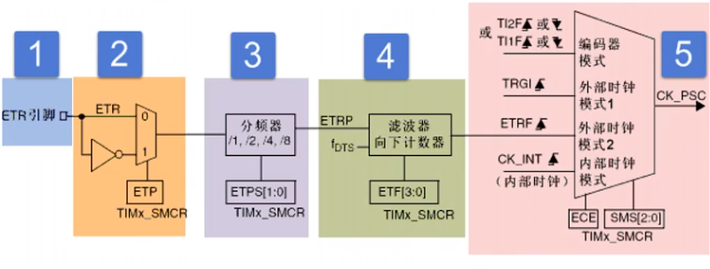 1
2
3
4
5
ETR引脚
ETR
0
1
ETP
TIMx_SMCR
分频器
/1, /2, /4, /8
ETPS[1:0]
TIMx_SMCR
ETRP
fDTS
滤波器
向下计数器
ETF[3:0]
TIMx_SMCR
或
TI2F 或
TI1F 或
编码器
模式
TRGI
外部时钟
模式1
ETRF
外部时钟
模式2
CK_INT
(内部时钟)
内部时钟
模式
CK_PSC
ECE
SMS[2:0]
TIMx_SMCR